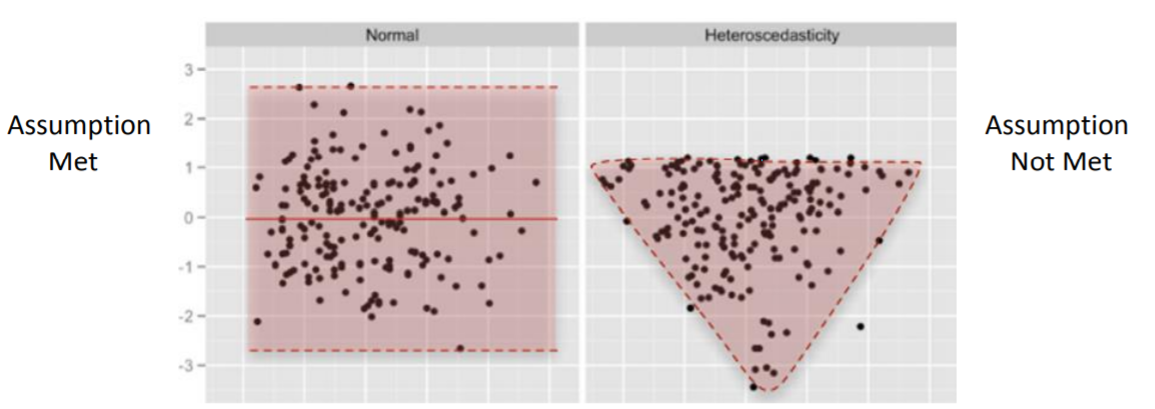 Normal
Heteroscedasticity
Assumption
Met
Assumption
Not Met
3
2
1
0
-1
-2
-3